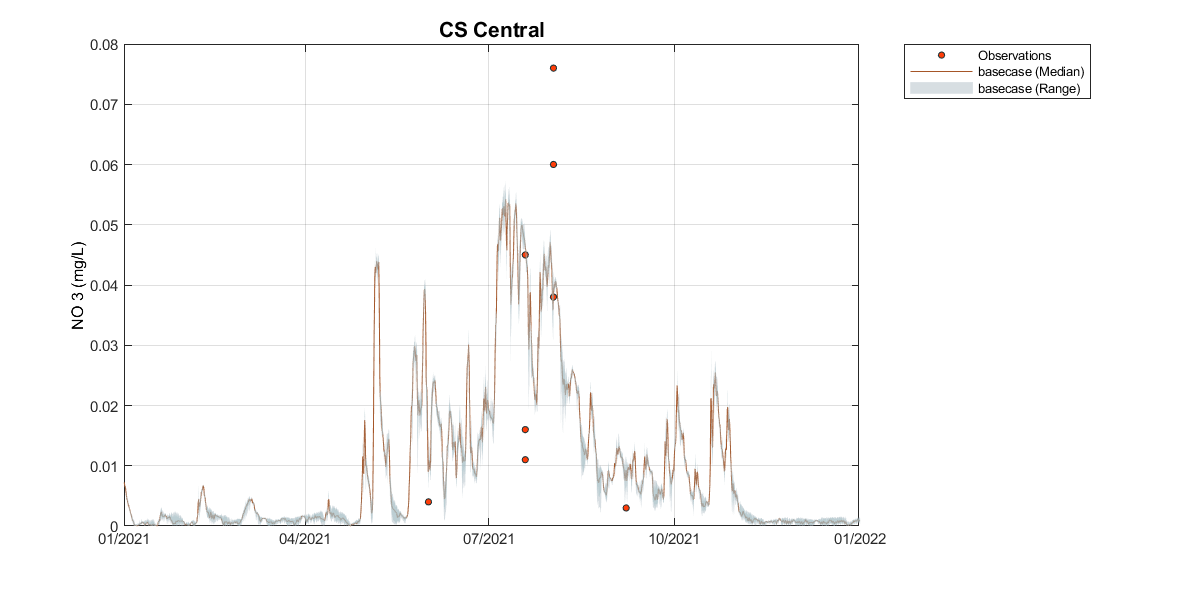 CS Central
Observations
basecase (Median)
basecase (Range)
NO 3 (mg/L)
0.08
0.07
0.06
0.05
0.04
0.03
0.02
0.01
0
01/2021
04/2021
07/2021
10/2021
01/2022